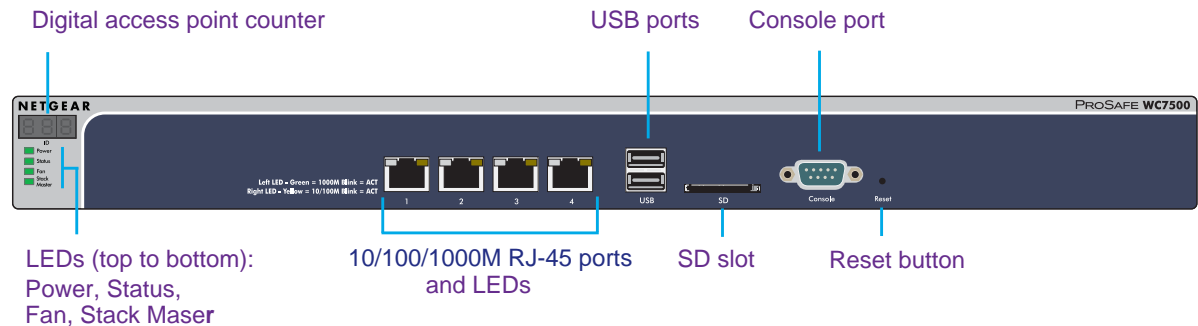 Digital access point counter
USB ports
Console port
NETGEAR
PROSAFE WC7500
888
ID
Power
Status
Fan
Stack
Master
Left LED – Green = 1000M Blink = ACT
Right LED – Yellow = 10/100M Blink = ACT
1
2
3
4
USB
SD
Console
Reset
LEDs (top to bottom):
Power, Status,
Fan, Stack Maser
10/100/1000M RJ-45 ports
and LEDs
SD slot
Reset button